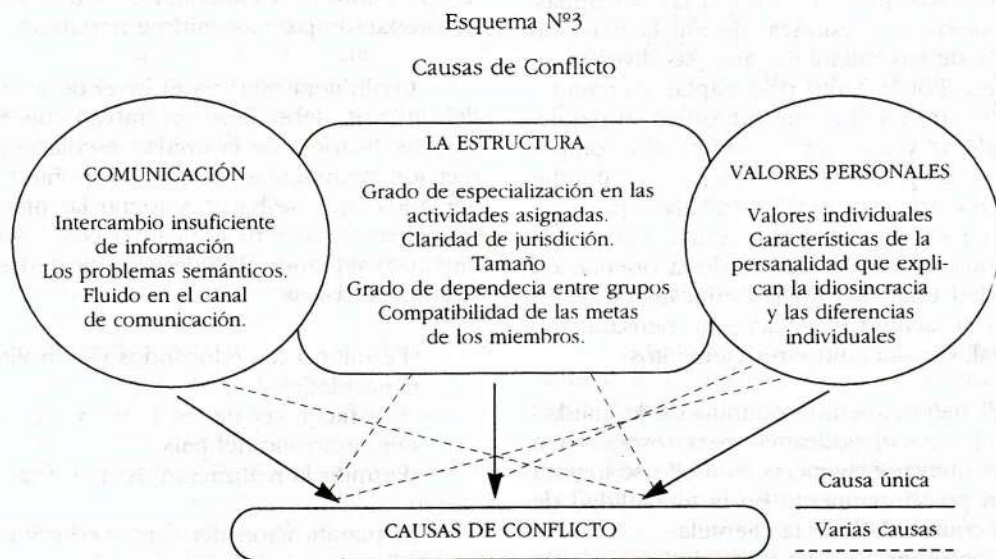 Esquema Nº3
Causas de Conflicto
COMUNICACIÓN
Intercambio insuficiente
de información
Los problemas semánticos.
Fluido en el canal
de comunicación.
LA ESTRUCTURA
Grado de especialización en las
actividades asignadas.
Claridad de jurisdicción.
Tamaño
Grado de dependecia entre grupos
Compatibilidad de las metas
de los miembros.
VALORES PERSONALES
Valores individuales
Características de la
persanalidad que expli-
can la idiosincracia
y las diferencias
individuales
CAUSAS DE CONFLICTO
Causa única
Varias causas